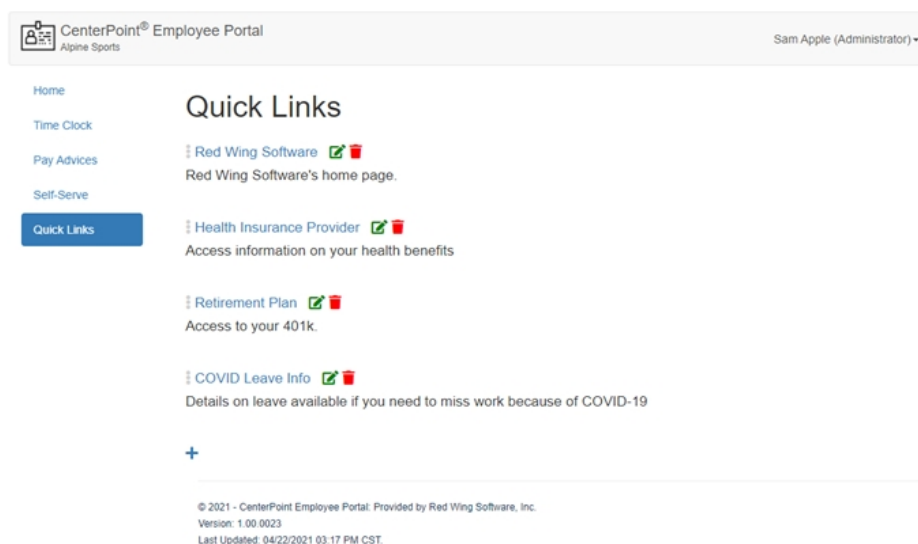 CenterPoint® Employee Portal
Alpine Sports
Sam Apple (Administrator)
Home
Time Clock
Pay Advices
Self-Serve
Quick Links
Quick Links
Red Wing Software
Red Wing Software's home page.
Health Insurance Provider
Access information on your health benefits
Retirement Plan
Access to your 401k.
COVID Leave Info
Details on leave available if you need to miss work because of COVID-19
+
© 2021 - CenterPoint Employee Portal: Provided by Red Wing Software, Inc.
Version: 1.00.0023
Last Updated: 04/22/2021 03:17 PM CST.